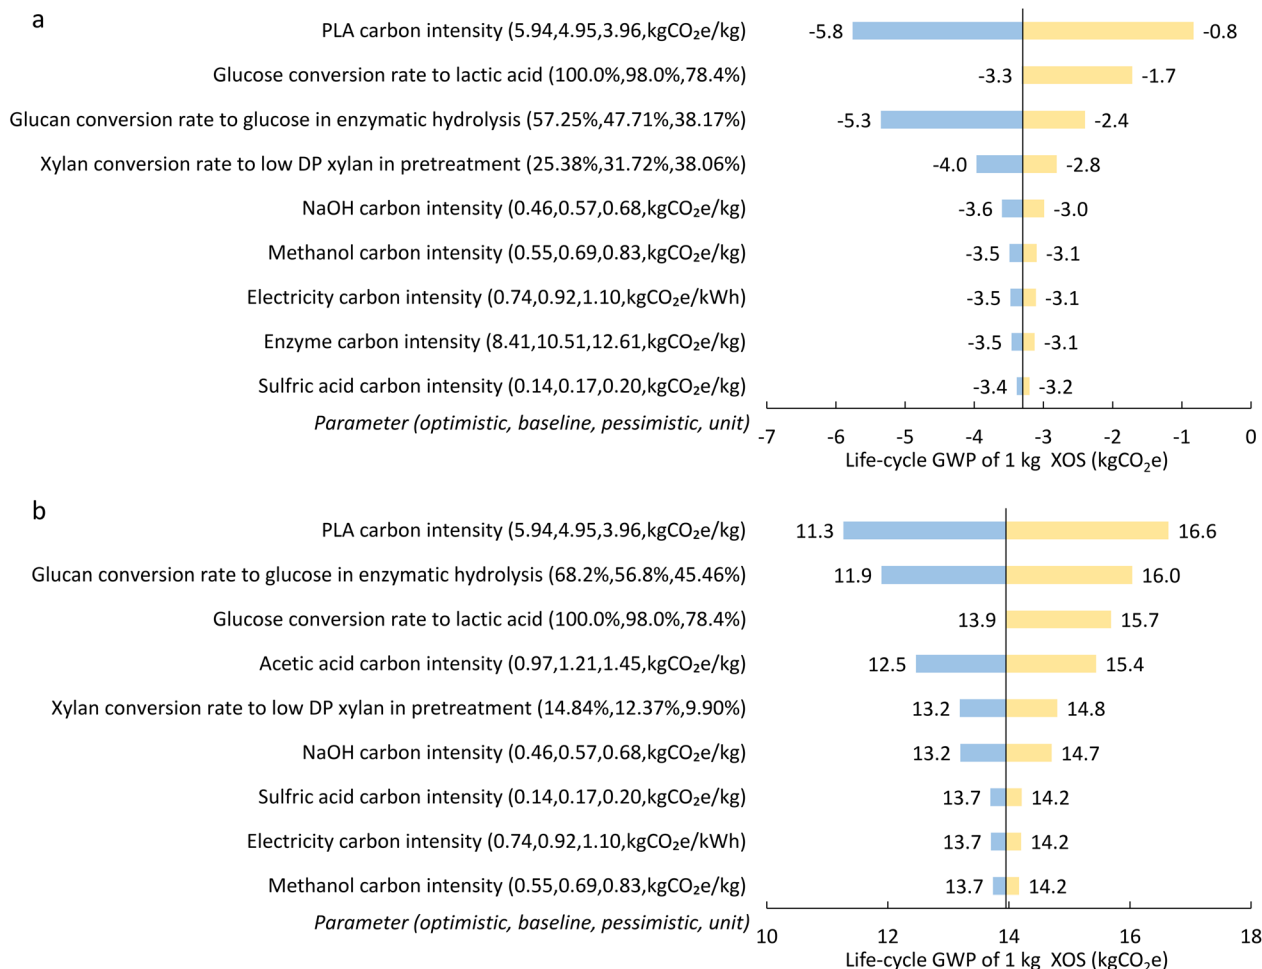 a
PLA carbon intensity (5.94,4.95,3.96,kgCO₂e/kg) -5.8 -0.8
Glucose conversion rate to lactic acid (100.0%,98.0%,78.4%) -3.3 -1.7
Glucan conversion rate to glucose in enzymatic hydrolysis (57.25%,47.71%,38.17%) -5.3 -2.4
Xylan conversion rate to low DP xylan in pretreatment (25.38%,31.72%,38.06%) -4.0 -2.8
NaOH carbon intensity (0.46,0.57,0.68,kgCO₂e/kg) -3.6 -3.0
Methanol carbon intensity (0.55,0.69,0.83,kgCO₂e/kg) -3.5 -3.1
Electricity carbon intensity (0.74,0.92,1.10,kgCO₂e/kWh) -3.5 -3.1
Enzyme carbon intensity (8.41,10.51,12.61,kgCO₂e/kg) -3.5 -3.1
Sulfric acid carbon intensity (0.14,0.17,0.20,kgCO₂e/kg) -3.4 -3.2
Parameter (optimistic, baseline, pessimistic, unit)
-7 -6 -5 -4 -3 -2 -1 0
Life-cycle GWP of 1 kg XOS (kgCO₂e)
b
PLA carbon intensity (5.94,4.95,3.96,kgCO₂e/kg) 11.3 16.6
Glucan conversion rate to glucose in enzymatic hydrolysis (68.2%,56.8%,45.46%) 11.9 16.0
Glucose conversion rate to lactic acid (100.0%,98.0%,78.4%) 13.9 15.7
Acetic acid carbon intensity (0.97,1.21,1.45,kgCO₂e/kg) 12.5 15.4
Xylan conversion rate to low DP xylan in pretreatment (14.84%,12.37%,9.90%) 13.2 14.8
NaOH carbon intensity (0.46,0.57,0.68,kgCO₂e/kg) 13.2 14.7
Sulfric acid carbon intensity (0.14,0.17,0.20,kgCO₂e/kg) 13.7 14.2
Electricity carbon intensity (0.74,0.92,1.10,kgCO₂e/kWh) 13.7 14.2
Methanol carbon intensity (0.55,0.69,0.83,kgCO₂e/kg) 13.7 14.2
Parameter (optimistic, baseline, pessimistic, unit)
10 12 14 16 18
Life-cycle GWP of 1 kg XOS (kgCO₂e)